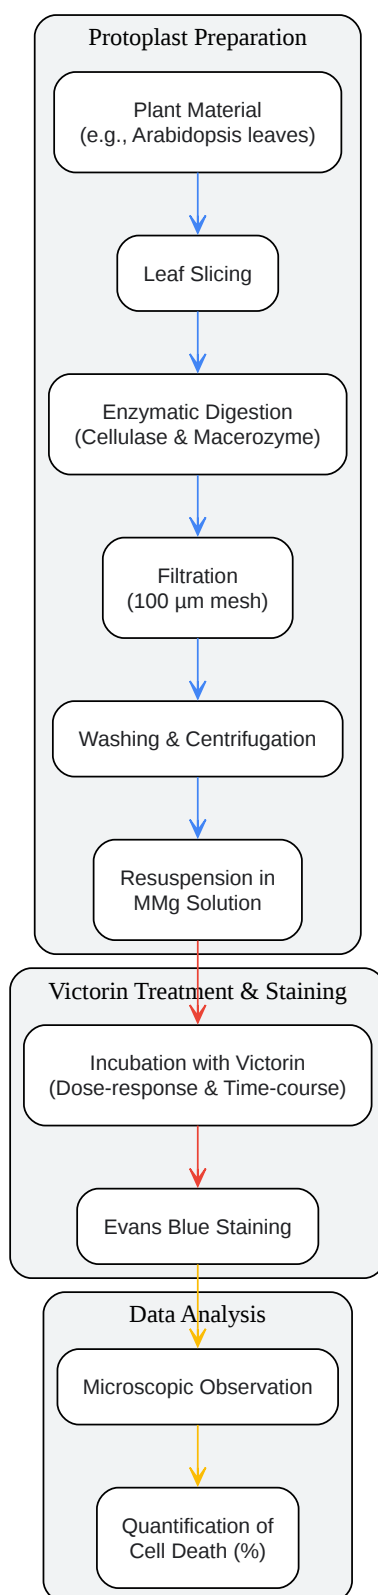 Protoplast Preparation
Plant Material
(e.g., Arabidopsis leaves)
Leaf Slicing
Enzymatic Digestion
(Cellulase & Macerozyme)
Filtration
(100 µm mesh)
Washing & Centrifugation
Resuspension in
MMg Solution
Victorin Treatment & Staining
Incubation with Victorin
(Dose-response & Time-course)
Evans Blue Staining
Data Analysis
Microscopic Observation
Quantification of
Cell Death (%)